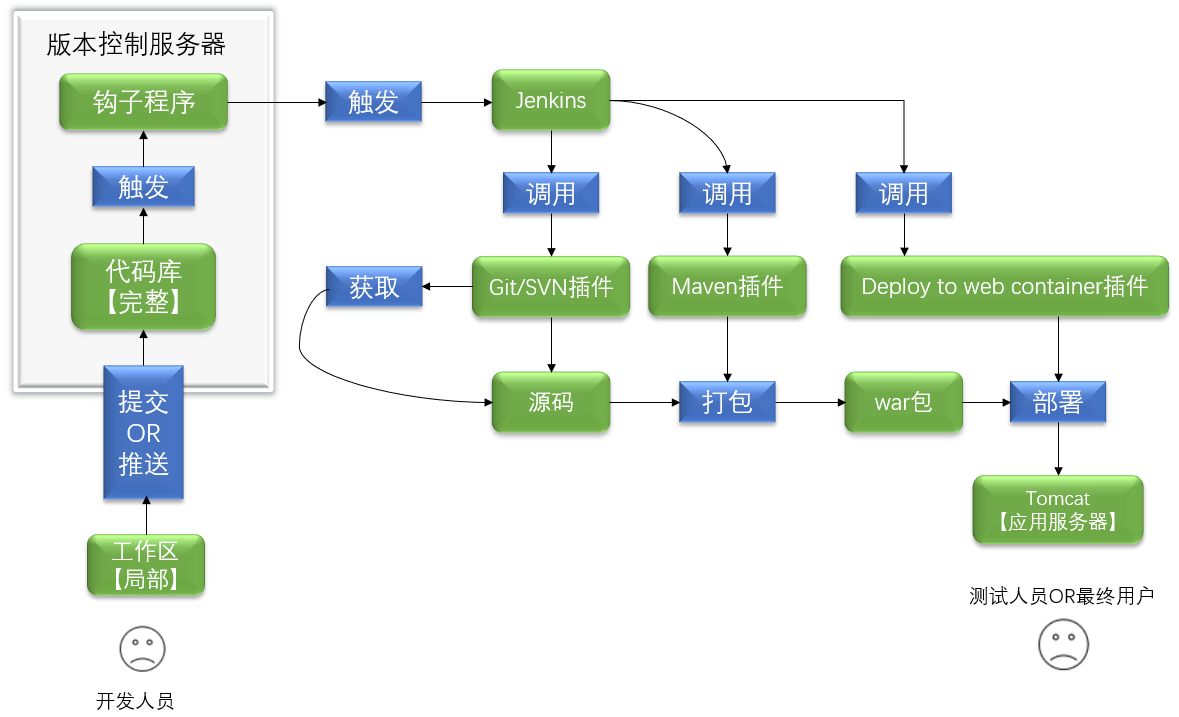 版本控制服务器
钩子程序
触发
Jenkins
触发
调用
调用
调用
代码库
【完整】
获取
Git/SVN插件
Maven插件
Deploy to web container插件
提交
OR
推送
源码
打包
war包
部署
Tomcat
【应用服务器】
工作区
【局部】
测试人员OR最终用户
开发人员